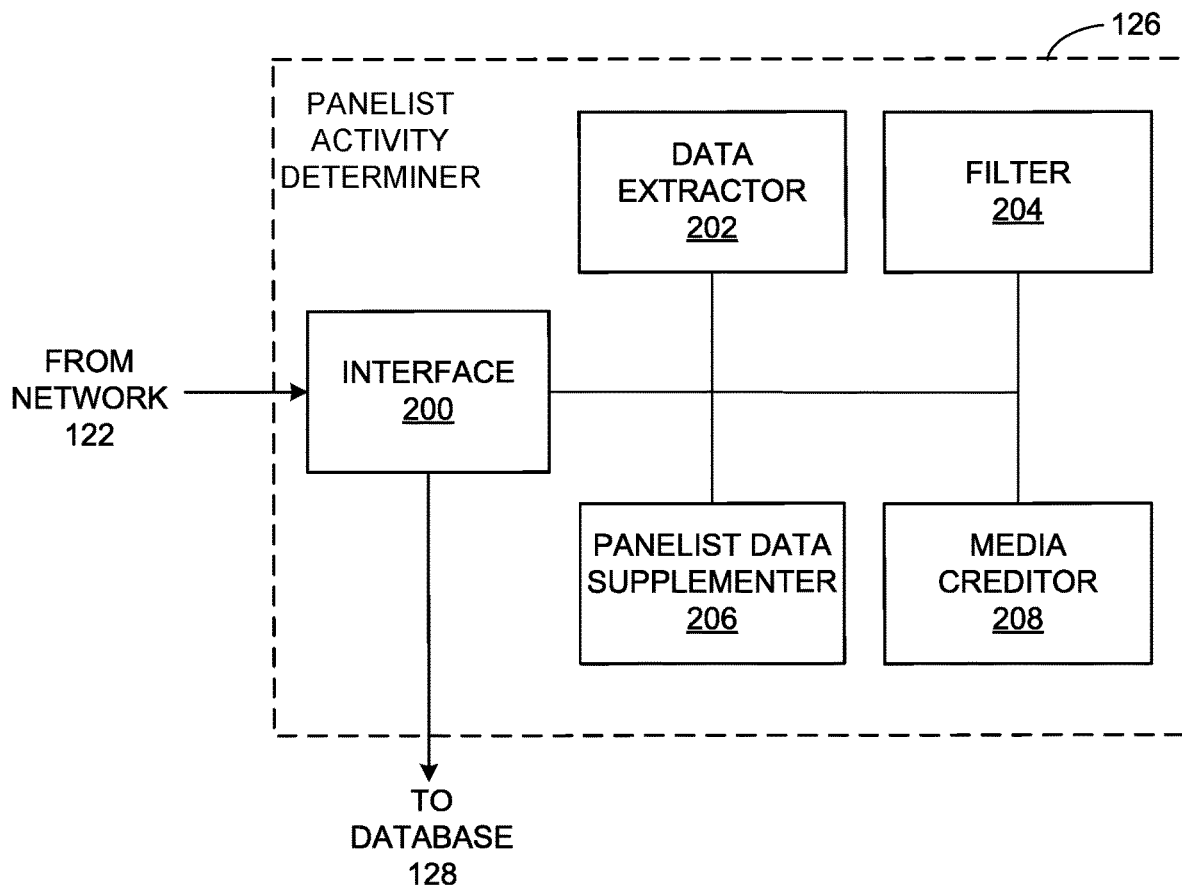 126
PANELIST
ACTIVITY
DETERMINER
DATA
EXTRACTOR
202
FILTER
204
FROM
NETWORK
122
INTERFACE
200
PANELIST DATA
SUPPLEMENTER
206
MEDIA
CREDITOR
208
TO
DATABASE
128